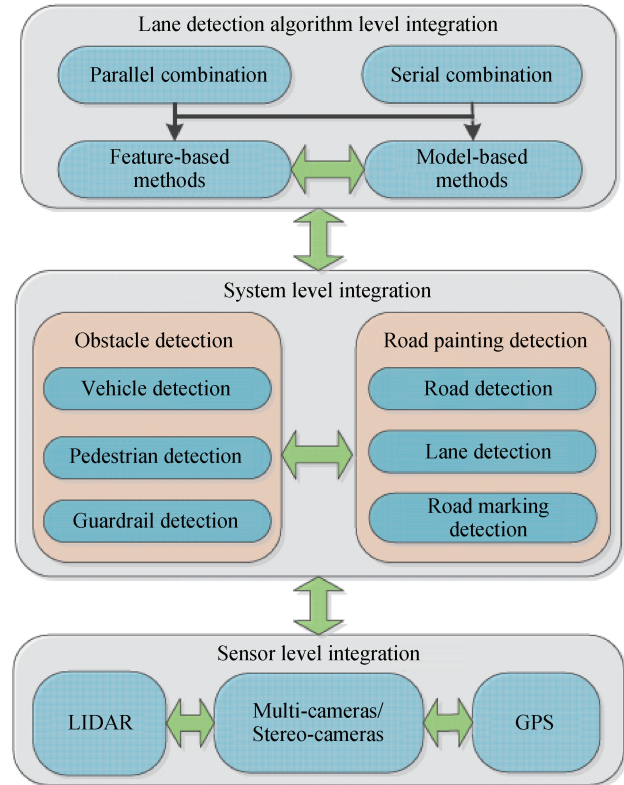 Lane detection algorithm level integration
Parallel combination
Serial combination
Feature-based
methods
Model-based
methods
System level integration
Obstacle detection
Vehicle detection
Pedestrian detection
Guardrail detection
Road painting detection
Road detection
Lane detection
Road marking
detection
Sensor level integration
LIDAR
Multi-cameras/
Stereo-cameras
GPS